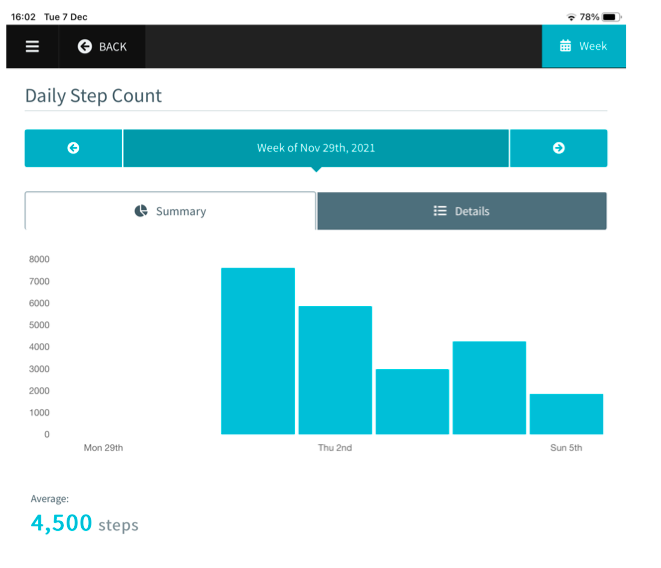 16:02 Tue 7 Dec 78%
BACK Week
Daily Step Count
Week of Nov 29th, 2021
Summary Details
8000
7000
6000
5000
4000
3000
2000
1000
0
Mon 29th Thu 2nd Sun 5th
Average:
4,500 steps